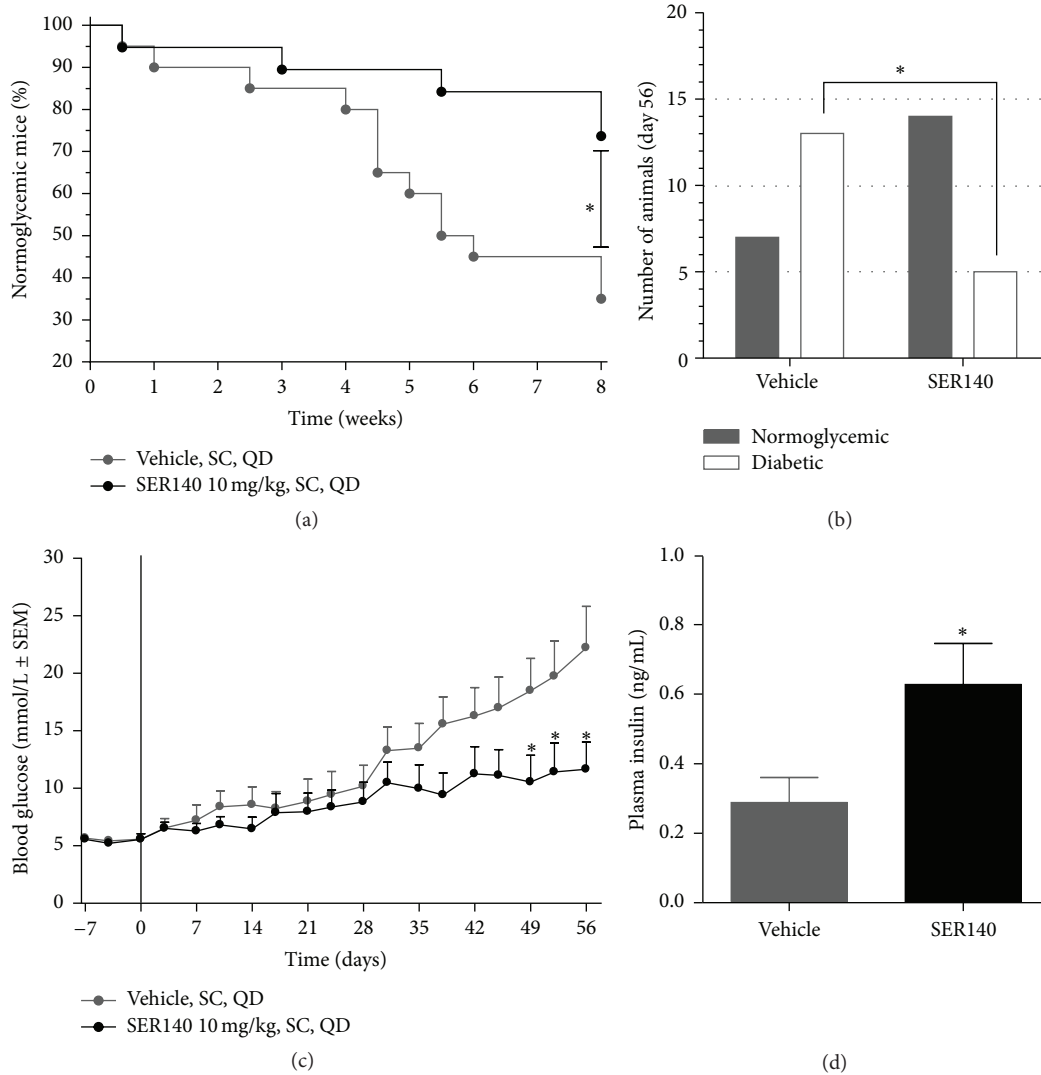 100
90
80
70
60
50
40
30
20
Normoglycemic mice (%)
*
0 1 2 3 4 5 6 7 8
Time (weeks)
Vehicle, SC, QD
SER140 10 mg/kg, SC, QD
(a)
20
15
10
5
0
Number of animals (day 56)
*
Vehicle SER140
Normoglycemic
Diabetic
(b)
30
25
20
15
10
5
0
Blood glucose (mmol/L ± SEM)
* * *
−7 0 7 14 21 28 35 42 49 56
Time (days)
Vehicle, SC, QD
SER140 10 mg/kg, SC, QD
(c)
1.0
0.8
0.6
0.4
0.2
0.0
Plasma insulin (ng/mL)
*
Vehicle SER140
(d)